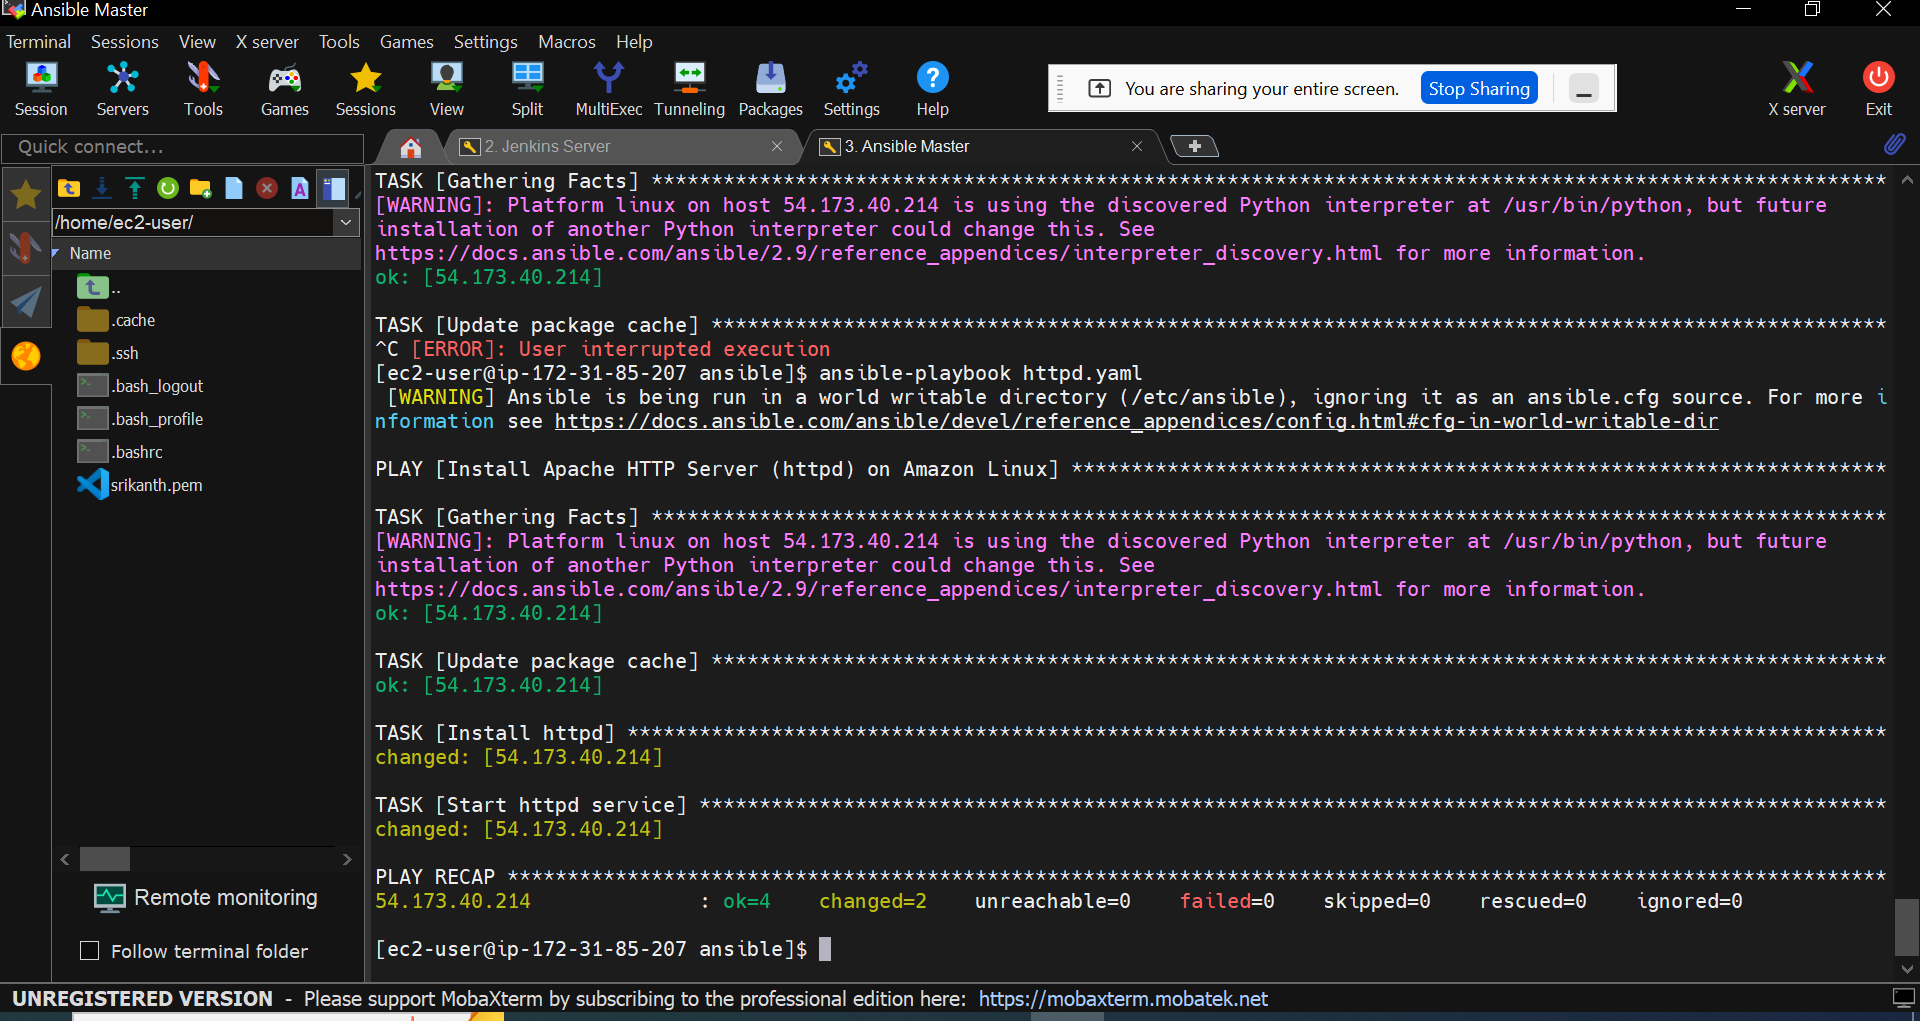 Ansible Master
Terminal Sessions View X server Tools Games Settings Macros Help
Session Servers Tools Games Sessions View Split MultiExec Tunneling Packages Settings Help
You are sharing your entire screen. Stop Sharing
X server Exit
Quick connect...
2. Jenkins Server
3. Ansible Master
/home/ec2-user/
Name
..
.cache
.ssh
.bash_logout
.bash_profile
.bashrc
srikanth.pem
Remote monitoring
Follow terminal folder
TASK [Gathering Facts] *******************************************************************************************************
[WARNING]: Platform linux on host 54.173.40.214 is using the discovered Python interpreter at /usr/bin/python, but future
installation of another Python interpreter could change this. See
https://docs.ansible.com/ansible/2.9/reference_appendices/interpreter_discovery.html for more information.
ok: [54.173.40.214]
TASK [Update package cache] **************************************************************************************************
^C [ERROR]: User interrupted execution
[ec2-user@ip-172-31-85-207 ansible]$ ansible-playbook httpd.yaml
[WARNING] Ansible is being run in a world writable directory (/etc/ansible), ignoring it as an ansible.cfg source. For more i
nformation see https://docs.ansible.com/ansible/devel/reference_appendices/config.html#cfg-in-world-writable-dir
PLAY [Install Apache HTTP Server (httpd) on Amazon Linux] ********************************************************************
TASK [Gathering Facts] *******************************************************************************************************
[WARNING]: Platform linux on host 54.173.40.214 is using the discovered Python interpreter at /usr/bin/python, but future
installation of another Python interpreter could change this. See
https://docs.ansible.com/ansible/2.9/reference_appendices/interpreter_discovery.html for more information.
ok: [54.173.40.214]
TASK [Update package cache] **************************************************************************************************
ok: [54.173.40.214]
TASK [Install httpd] *********************************************************************************************************
changed: [54.173.40.214]
TASK [Start httpd service] ***************************************************************************************************
changed: [54.173.40.214]
PLAY RECAP *******************************************************************************************************************
54.173.40.214 : ok=4 changed=2 unreachable=0 failed=0 skipped=0 rescued=0 ignored=0
[ec2-user@ip-172-31-85-207 ansible]$
UNREGISTERED VERSION - Please support MobaXterm by subscribing to the professional edition here: https://mobaxterm.mobatek.net